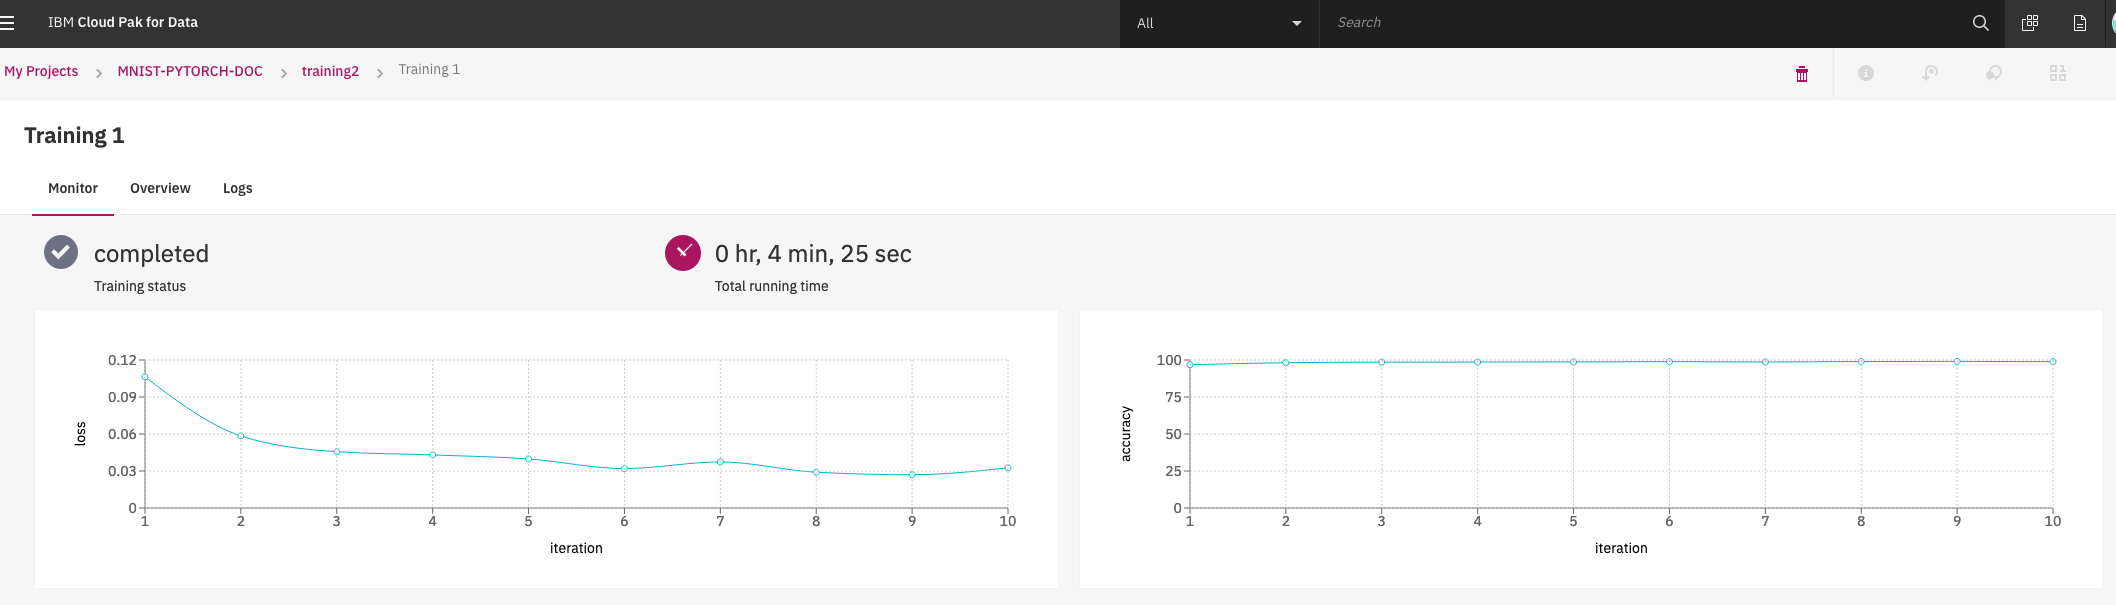 IBM Cloud Pak for Data
All
Search
My Projects > MNIST-PYTORCH-DOC > training2 > Training 1
Training 1
Monitor Overview Logs
completed
Training status
0 hr, 4 min, 25 sec
Total running time
0.12
0.09
0.06
0.03
0
loss
1 2 3 4 5 6 7 8 9 10
iteration
100
75
50
25
0
accuracy
1 2 3 4 5 6 7 8 9 10
iteration